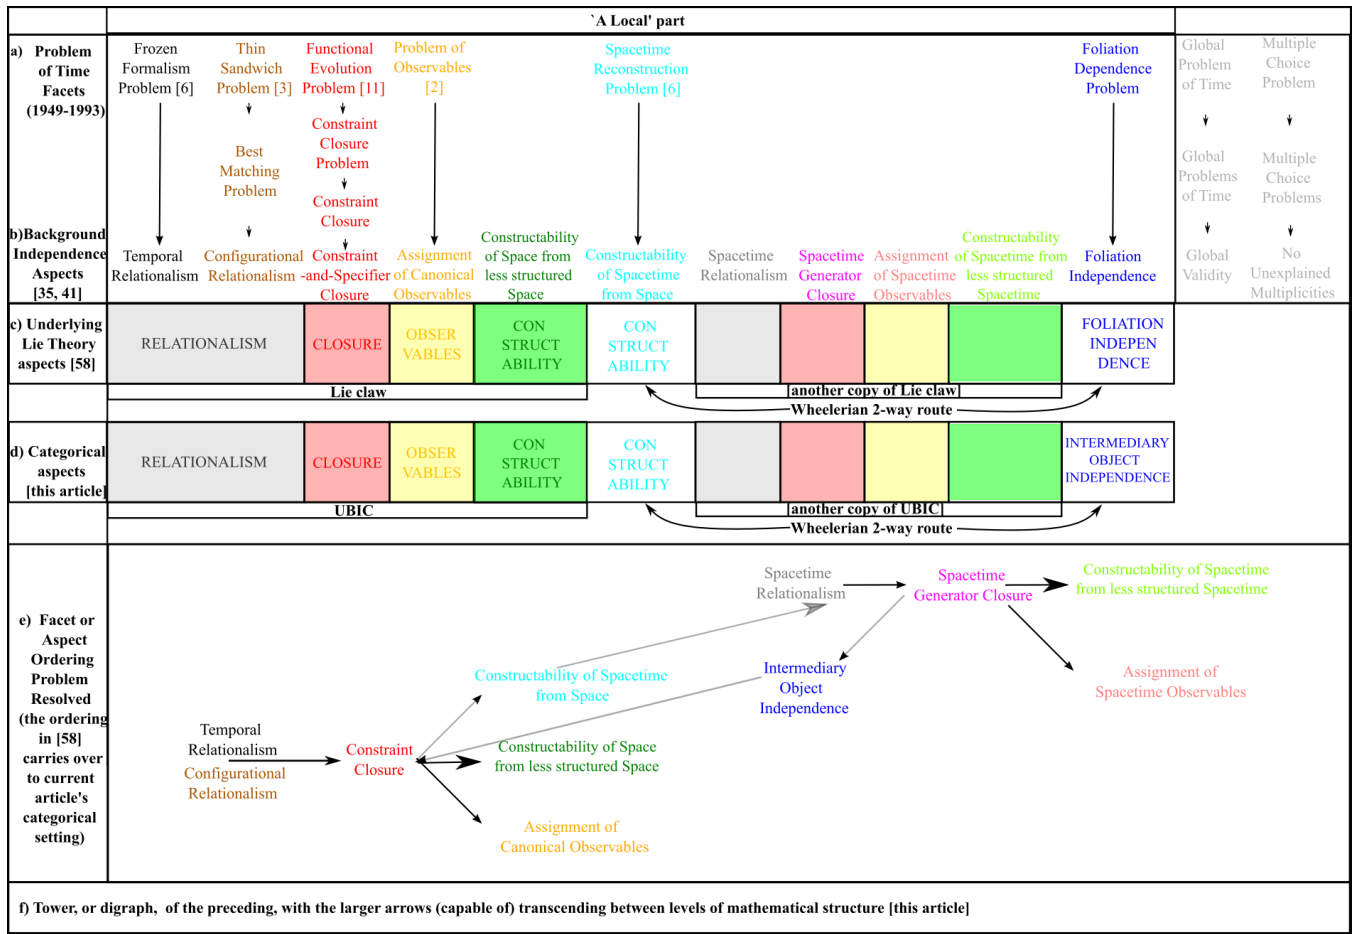 `A Local' part
a) Problem
of Time
Facets
(1949-1993)
Frozen
Formalism
Problem [6]
Thin
Sandwich
Problem [3]
Functional
Evolution
Problem [11]
Problem of
Observables
[2]
Spacetime
Reconstruction
Problem [6]
Foliation
Dependence
Problem
Global
Problem
of Time
Multiple
Choice
Problem
Best
Matching
Problem
Constraint
Closure
Problem
Constraint
Closure
Global
Problems
of Time
Multiple
Choice
Problems
b)Background
Independence
Aspects
[35, 41]
Temporal
Relationalism
Configurational
Relationalism
Constraint
-and-Specifier
Closure
Assignment
of Canonical
Observables
Constructability
of Space from
less structured
Space
Constructability
of Spacetime
from Space
Spacetime
Relationalism
Spacetime
Generator
Closure
Assignment
of Spacetime
Observables
Constructability
of Spacetime from
less structured
Spacetime
Foliation
Independence
Global
Validity
No
Unexplained
Multiplicities
c) Underlying
Lie Theory
aspects [58]
RELATIONALISM
CLOSURE
OBSER
VABLES
CON
STRUCT
ABILITY
CON
STRUCT
ABILITY
FOLIATION
INDEPEN
DENCE
Lie claw
[another copy of Lie claw]
Wheelerian 2-way route
d) Categorical
aspects
[this article]
RELATIONALISM
CLOSURE
OBSER
VABLES
CON
STRUCT
ABILITY
CON
STRUCT
ABILITY
INTERMEDIARY
OBJECT
INDEPENDENCE
UBIC
[another copy of UBIC]
Wheelerian 2-way route
e) Facet or
Aspect
Ordering
Problem
Resolved
(the ordering
in [58]
carries over
to current
article's
categorical
setting)
Temporal
Relationalism
Configurational
Relationalism
Constraint
Closure
Constructability of Spacetime
from Space
Constructability of Space
from less structured Space
Assignment of
Canonical Observables
Spacetime
Relationalism
Intermediary
Object
Independence
Spacetime
Generator Closure
Constructability of Spacetime
from less structured Spacetime
Assignment of
Spacetime Observables
f) Tower, or digraph, of the preceding, with the larger arrows (capable of) transcending between levels of mathematical structure [this article]